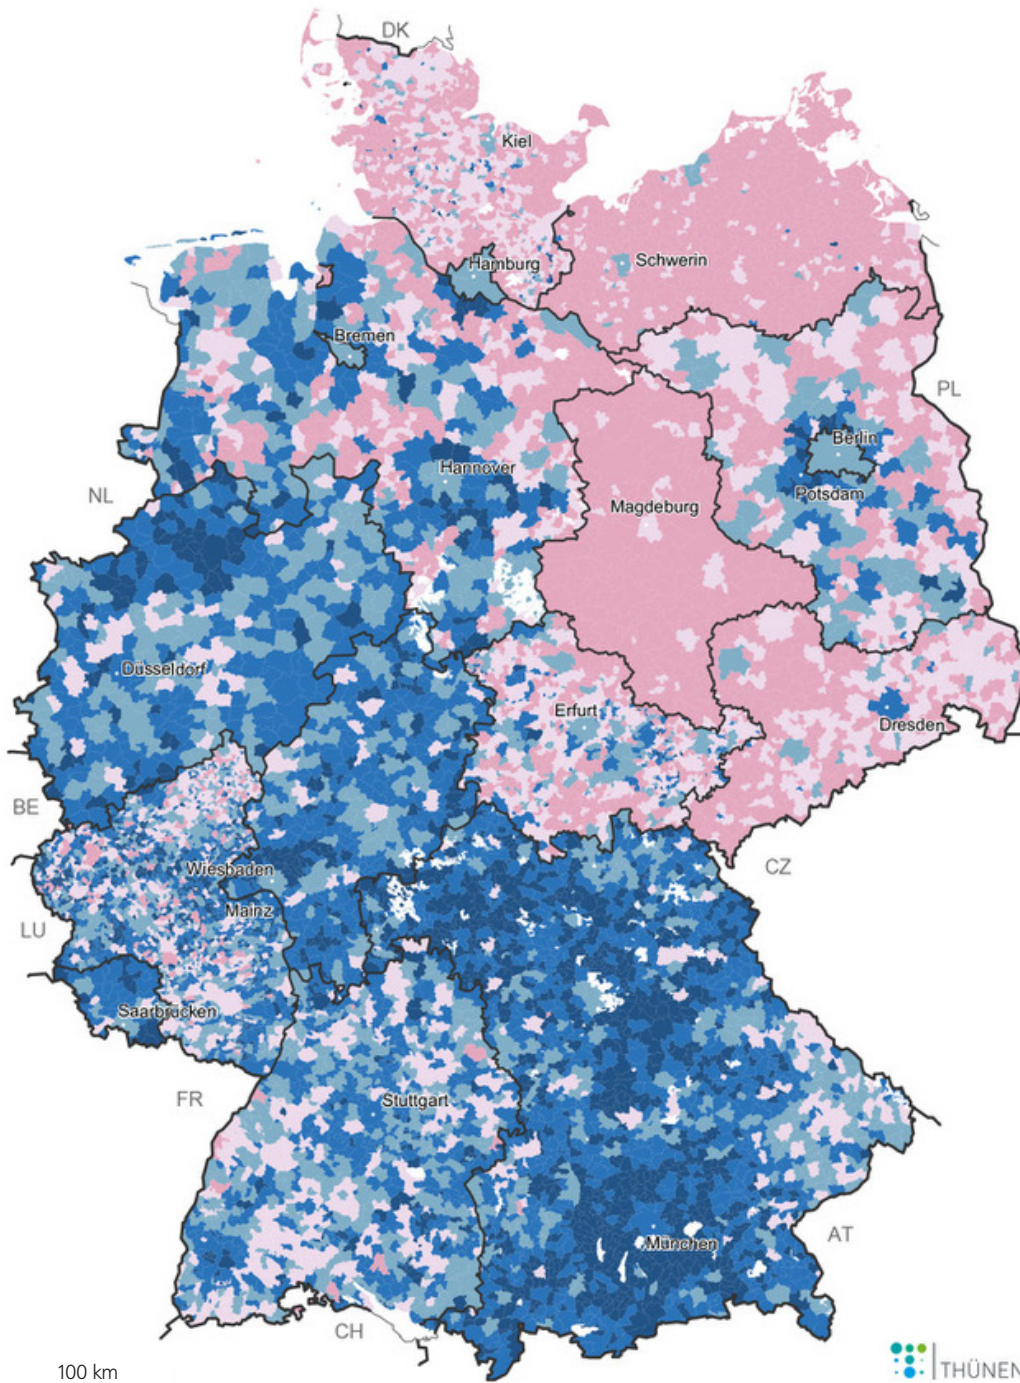 DK
Kiel
Hamburg
Schwerin
Bremen
PL
Berlin
Hannover
Potsdam
NL
Magdeburg
Düsseldorf
Erfurt
Dresden
BE
Wiesbaden
CZ
Mainz
LU
Saarbrücken
FR
Stuttgart
AT
München
CH
100 km
THÜNEN